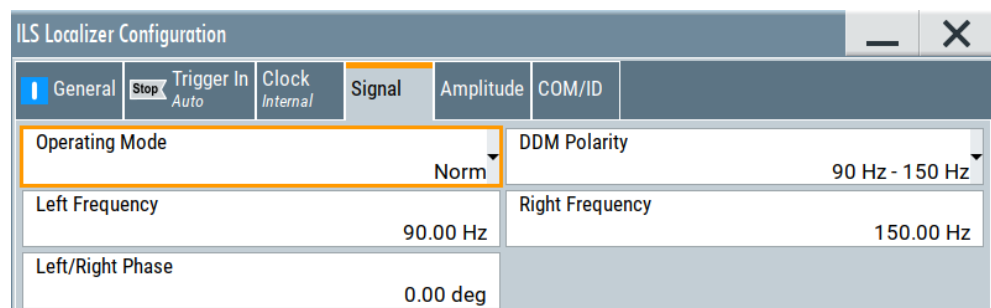 ILS Localizer Configuration
General Stop Trigger In Auto Clock Internal Signal Amplitude COM/ID
Operating Mode
Norm
DDM Polarity
90 Hz - 150 Hz
Left Frequency
90.00 Hz
Right Frequency
150.00 Hz
Left/Right Phase
0.00 deg